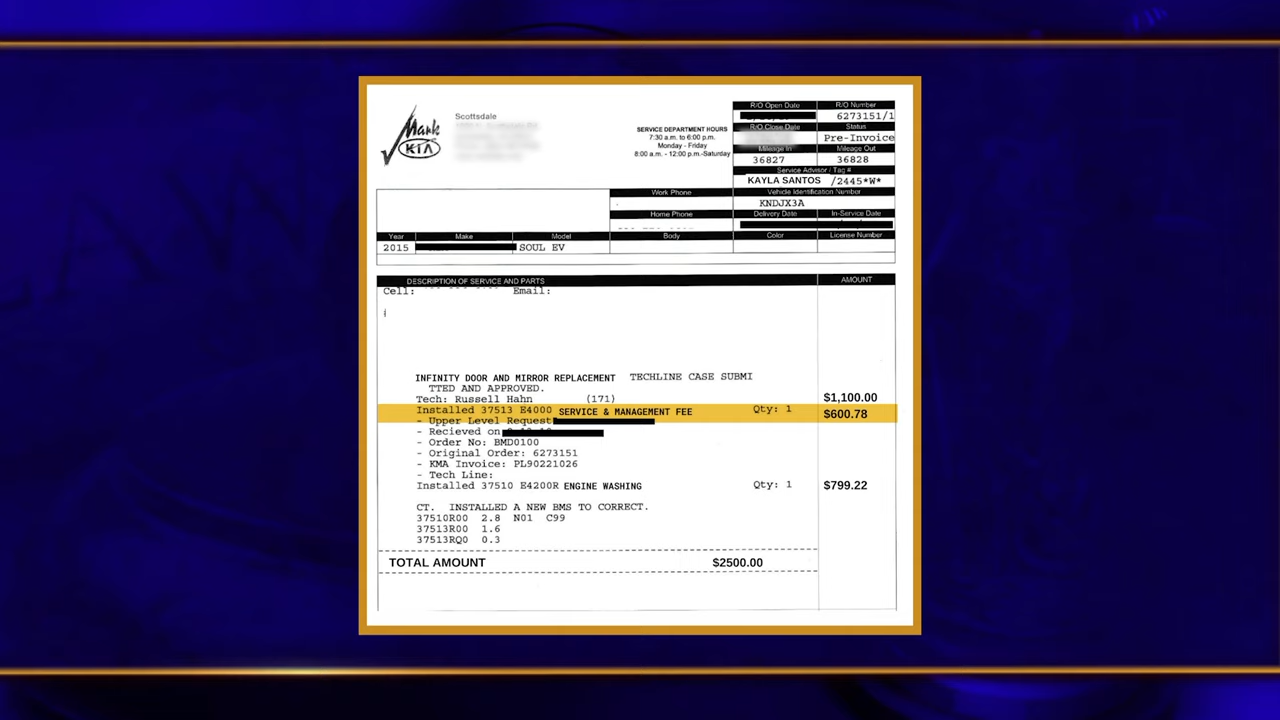 Mark
KIA
Scottsdale
SERVICE DEPARTMENT HOURS
7:30 a.m. to 6:00 p.m.
Monday - Friday
8:00 a.m. - 12:00 p.m.-Saturday
R/O Open Date R/O Number
6273151/1
R/O Close Date Status
Pre-Invoice
Mileage In Mileage Out
36827 36828
Service Advisor / Tag #
KAYLA SANTOS /2445*W*
Work Phone Vehicle Identification Number
KNDJX3A
Home Phone Delivery Date In-Service Date
Year Make Model Body Color License Number
2015 SOUL EV
DESCRIPTION OF SERVICE AND PARTS AMOUNT
Cell: Email:
INFINITY DOOR AND MIRROR REPLACEMENT TECHLINE CASE SUBMI
TTED AND APPROVED.
Tech: Russell Hahn (171) $1,100.00
Installed 37513 E4000 SERVICE & MANAGEMENT FEE Qty: 1 $600.78
- Upper Level Request
- Recieved on
- Order No: BMD0100
- Original Order: 6273151
- KMA Invoice: PL90221026
- Tech Line:
Installed 37510 E4200R ENGINE WASHING Qty: 1 $799.22
CT. INSTALLED A NEW BMS TO CORRECT.
37510R00 2.8 N01 C99
37513R00 1.6
37513RQ0 0.3
TOTAL AMOUNT $2500.00